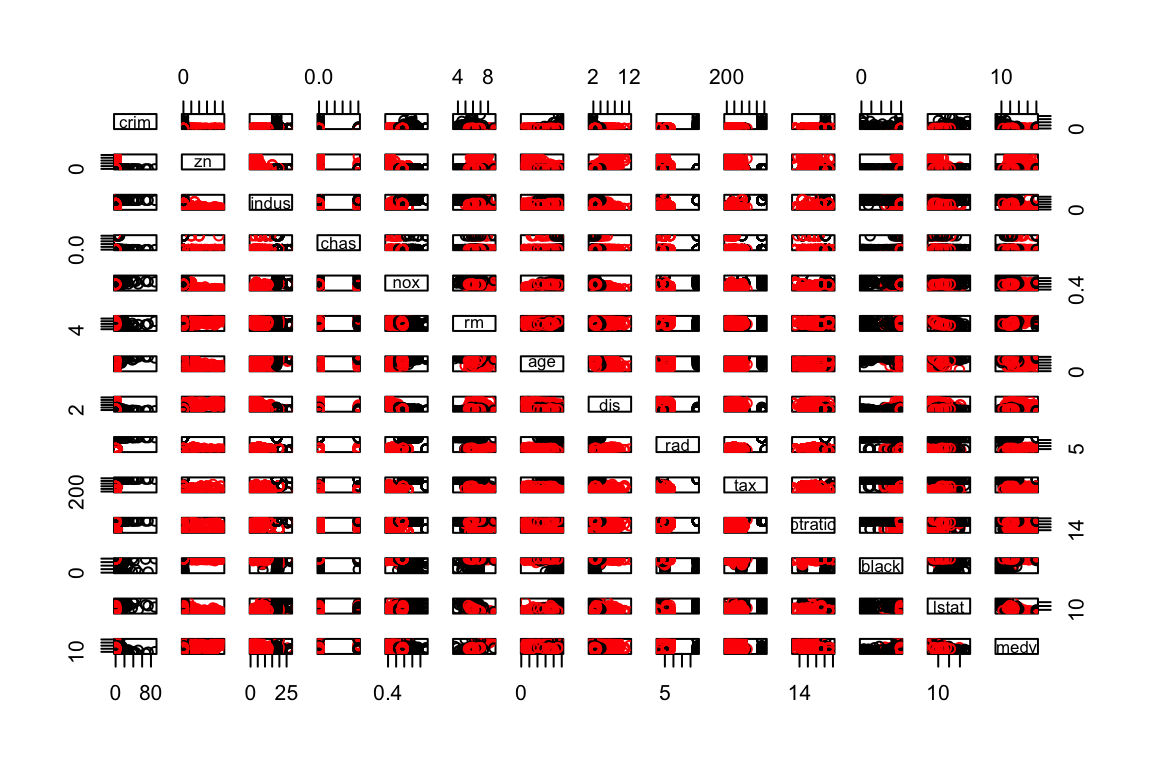 0 0.0 4 8 2 12 200 0 10
crim 0
0 zn
indus 0
0.0 chas
nox 0.4
4 rm
age 0
2 dis
rad 5
200 tax
ptratio 14
0 black
lstat 10
10 medv
0 80 0 25 0.4 0 5 14 10